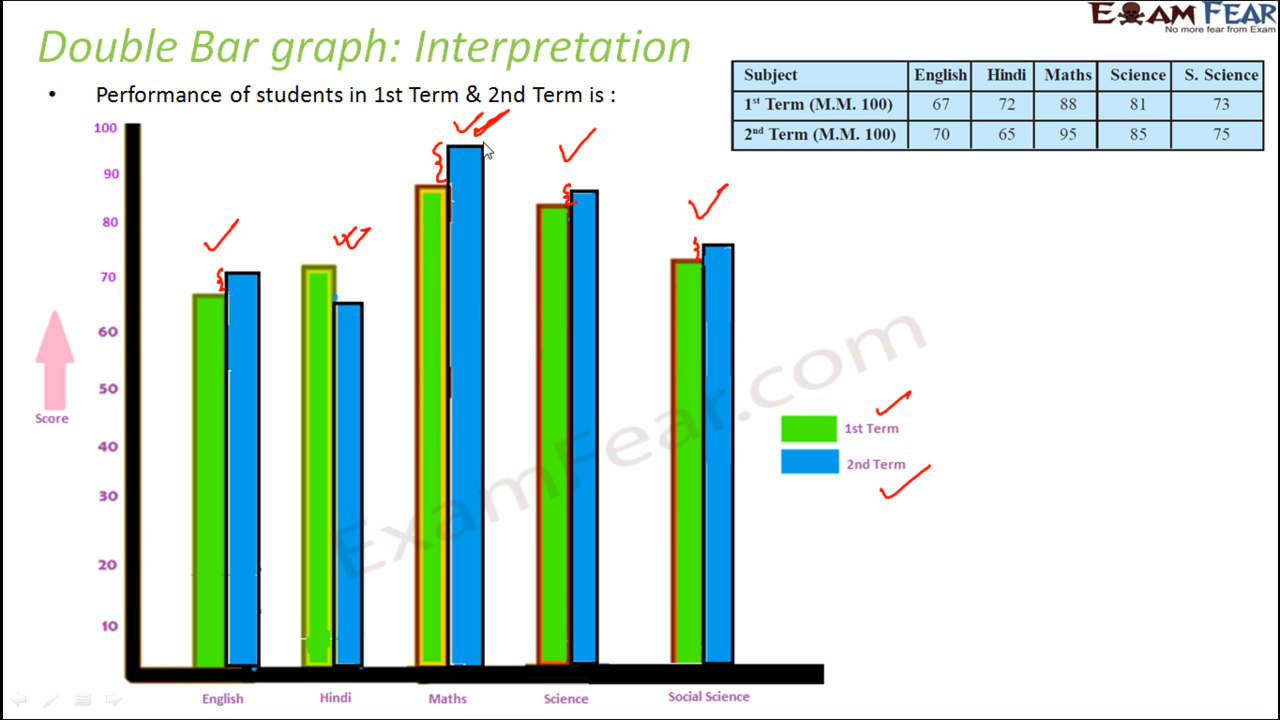 EXAM FEAR
No more fear from Exam
Double Bar graph: Interpretation
• Performance of students in 1st Term & 2nd Term is :
Subject English Hindi Maths Science S. Science
1st Term (M.M. 100) 67 72 88 81 73
2nd Term (M.M. 100) 70 65 95 85 75
100
90
80
70
60
50
40
30
20
10
Score
ExamFear.com
1st Term
2nd Term
English Hindi Maths Science Social Science